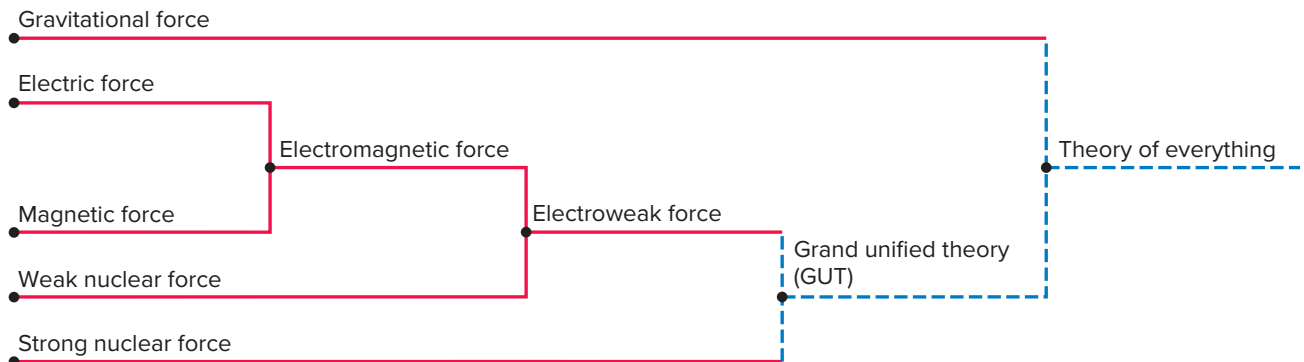 Gravitational force
Electric force
Electromagnetic force
Theory of everything
Magnetic force
Electroweak force
Grand unified theory
(GUT)
Weak nuclear force
Strong nuclear force